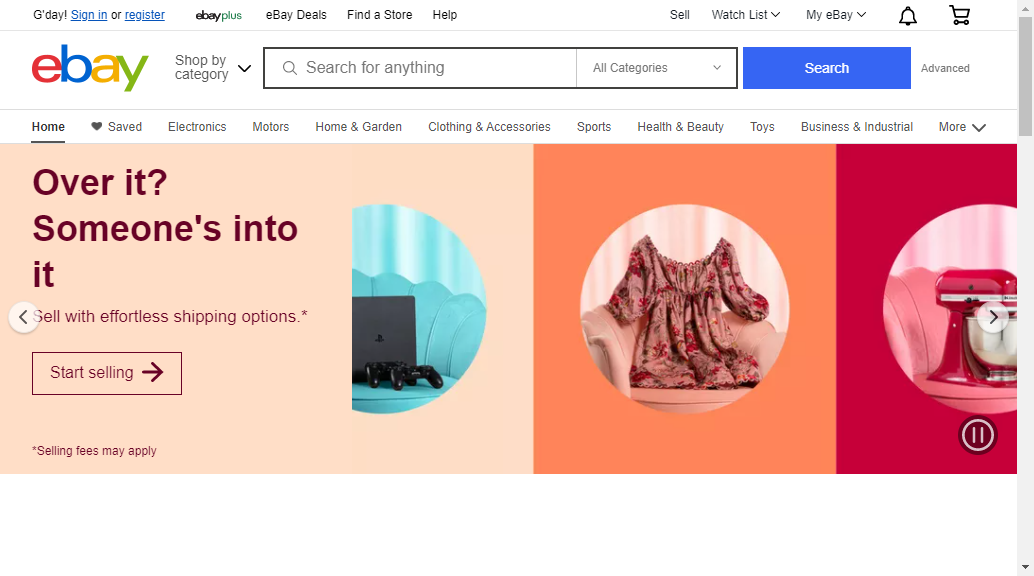 G'day! Sign in or register
ebayplus
eBay Deals
Find a Store
Help
Sell
Watch List
My eBay
ebay
Shop by
category
Search for anything
All Categories
Search
Advanced
Home
Saved
Electronics
Motors
Home & Garden
Clothing & Accessories
Sports
Health & Beauty
Toys
Business & Industrial
More
Over it?
Someone's into
it
Sell with effortless shipping options.*
Start selling
*Selling fees may apply